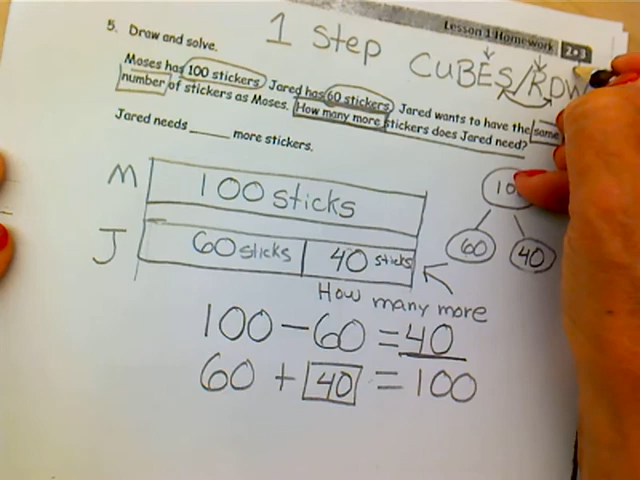 Lesson 1 Homework 2•3
1 Step CUBES/RDW
5. Draw and solve.
Moses has 100 stickers. Jared has 60 stickers. Jared wants to have the same
number of stickers as Moses. How many more stickers does Jared need?
Jared needs _____ more stickers.
M 100 sticks
J 60 sticks 40 sticks
60 40
How many more
100 - 60 = 40
60 + 40 = 100